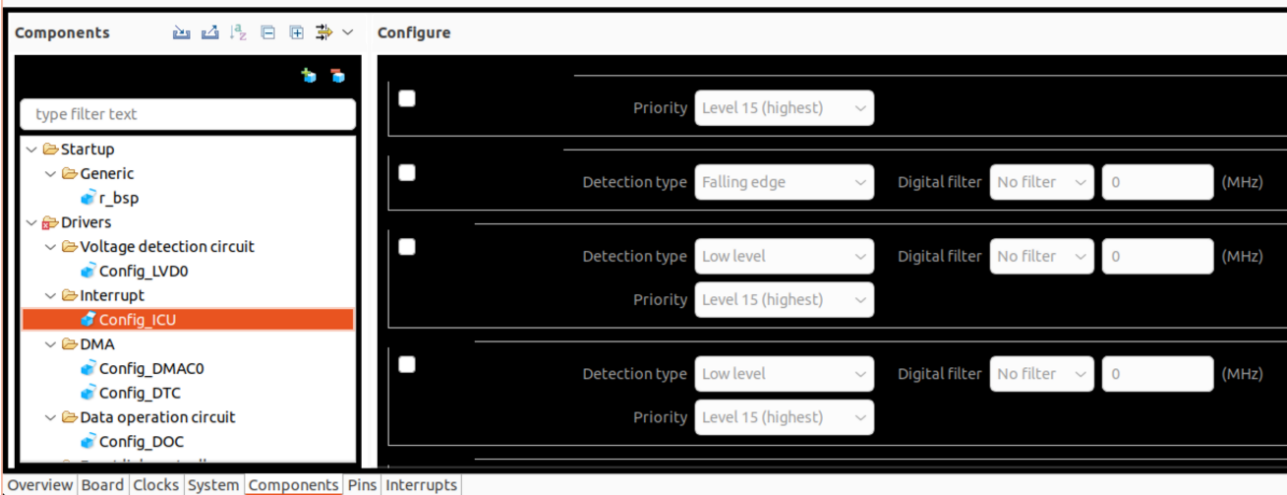 Components
Configure
type filter text
Startup
Generic
r_bsp
Drivers
Voltage detection circuit
Config_LVD0
Interrupt
Config_ICU
DMA
Config_DMAC0
Config_DTC
Data operation circuit
Config_DOC
Priority Level 15 (highest)
Detection type Falling edge Digital filter No filter 0 (MHz)
Detection type Low level Digital filter No filter 0 (MHz)
Priority Level 15 (highest)
Detection type Low level Digital filter No filter 0 (MHz)
Priority Level 15 (highest)
Overview Board Clocks System Components Pins Interrupts